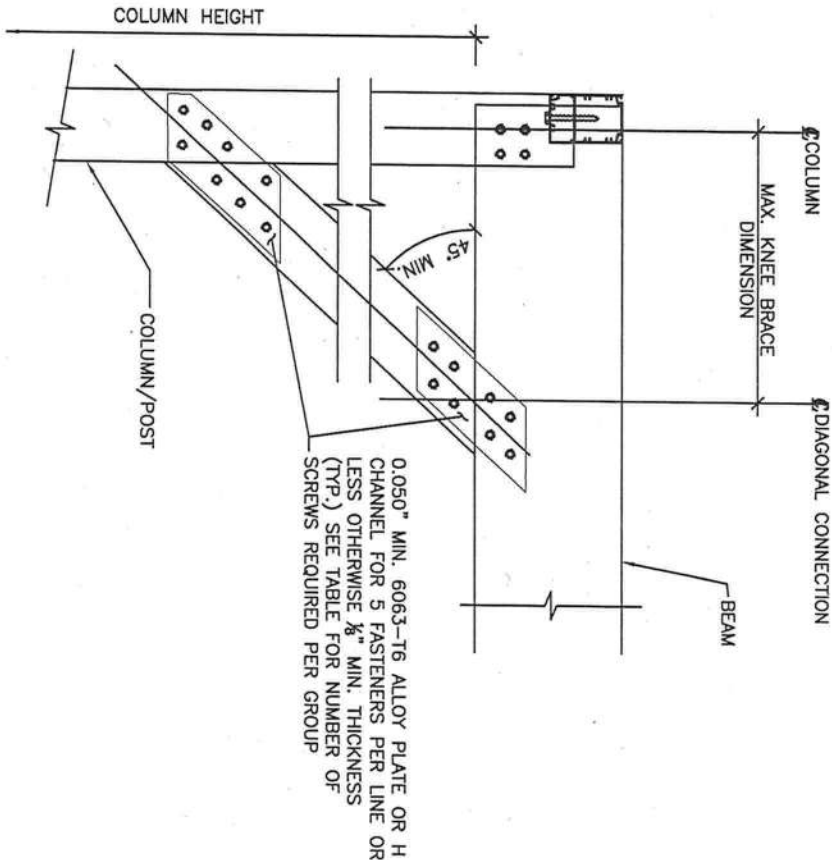 COLUMN HEIGHT
℄ COLUMN
MAX. KNEE BRACE
DIMENSION
℄ DIAGONAL CONNECTION
45° MIN.
BEAM
COLUMN/POST
0.050" MIN. 6063-T6 ALLOY PLATE OR H
CHANNEL FOR 5 FASTENERS PER LINE OR
LESS OTHERWISE ⅛" MIN. THICKNESS
(TYP.) SEE TABLE FOR NUMBER OF
SCREWS REQUIRED PER GROUP